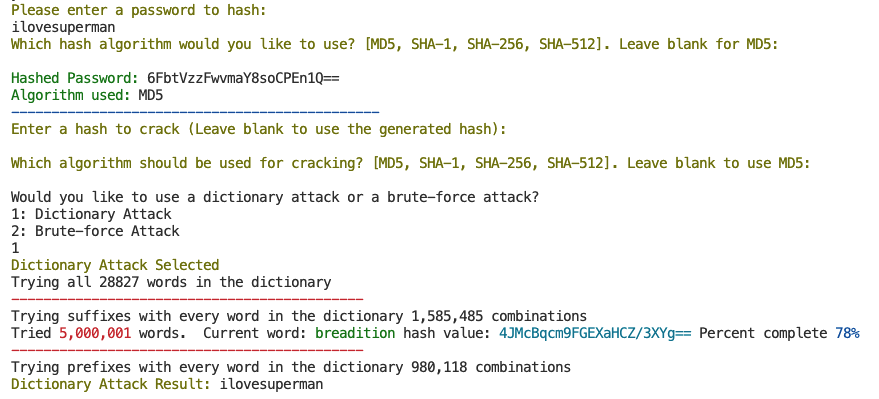 Please enter a password to hash:
ilovesuperman
Which hash algorithm would you like to use? [MD5, SHA-1, SHA-256, SHA-512]. Leave blank for MD5:
Hashed Password: 6FbtVzzFwvmaY8soCPEn1Q==
Algorithm used: MD5
----------------------------------------------
Enter a hash to crack (Leave blank to use the generated hash):
Which algorithm should be used for cracking? [MD5, SHA-1, SHA-256, SHA-512]. Leave blank to use MD5:
Would you like to use a dictionary attack or a brute-force attack?
1: Dictionary Attack
2: Brute-force Attack
1
Dictionary Attack Selected
Trying all 28827 words in the dictionary
--------------------------------------------
Trying suffixes with every word in the dictionary 1,585,485 combinations
Tried 5,000,001 words.  Current word: breadition hash value: 4JMcBqcm9FGEXaHCZ/3XYg== Percent complete 78%
--------------------------------------------
Trying prefixes with every word in the dictionary 980,118 combinations
Dictionary Attack Result: ilovesuperman